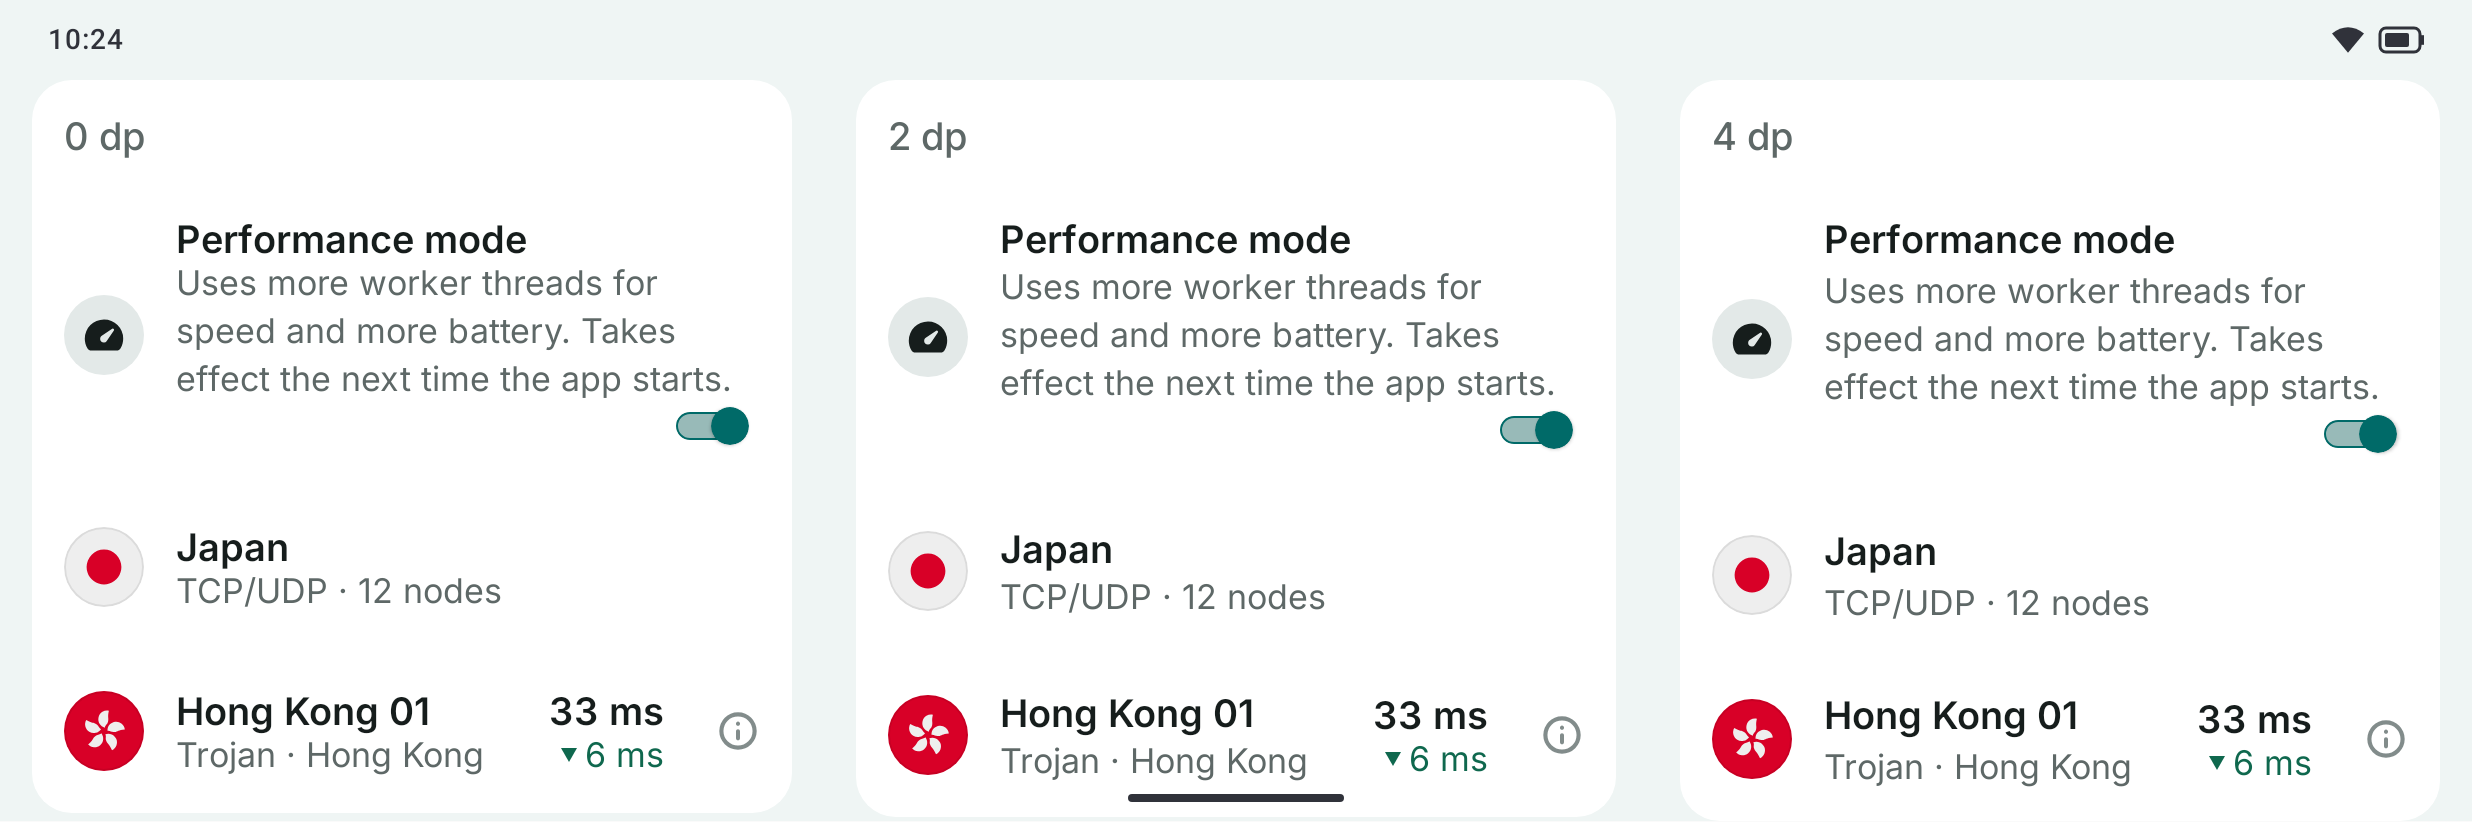 10:24
0 dp
Performance mode
Uses more worker threads for
speed and more battery. Takes
effect the next time the app starts.
Japan
TCP/UDP · 12 nodes
Hong Kong 01
Trojan · Hong Kong
33 ms
▼6 ms
2 dp
Performance mode
Uses more worker threads for
speed and more battery. Takes
effect the next time the app starts.
Japan
TCP/UDP · 12 nodes
Hong Kong 01
Trojan · Hong Kong
33 ms
▼6 ms
4 dp
Performance mode
Uses more worker threads for
speed and more battery. Takes
effect the next time the app starts.
Japan
TCP/UDP · 12 nodes
Hong Kong 01
Trojan · Hong Kong
33 ms
▼6 ms